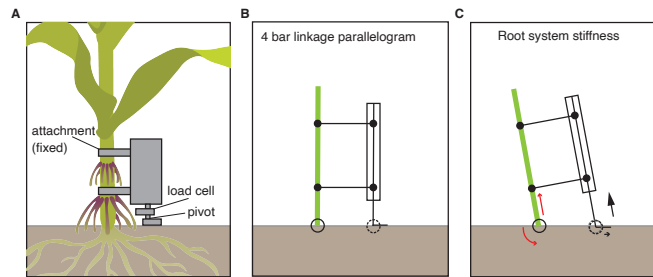 A
B
C
4 bar linkage parallelogram
Root system stiffness
attachment
(fixed)
load cell
pivot